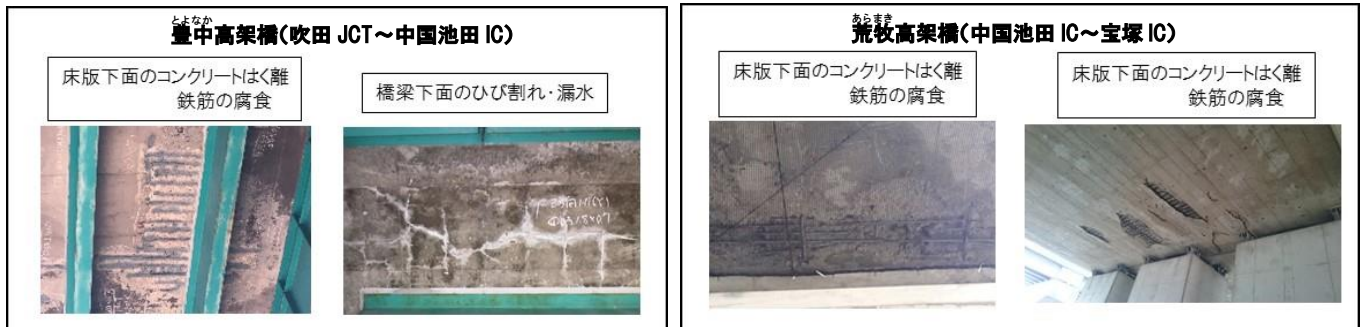 とよなか
豊中高架橋(吹田 JCT～中国池田 IC)
床版下面のコンクリートはく離
鉄筋の腐食
橋梁下面のひび割れ・漏水
あらまき
荒牧高架橋(中国池田 IC～宝塚 IC)
床版下面のコンクリートはく離
鉄筋の腐食
床版下面のコンクリートはく離
鉄筋の腐食